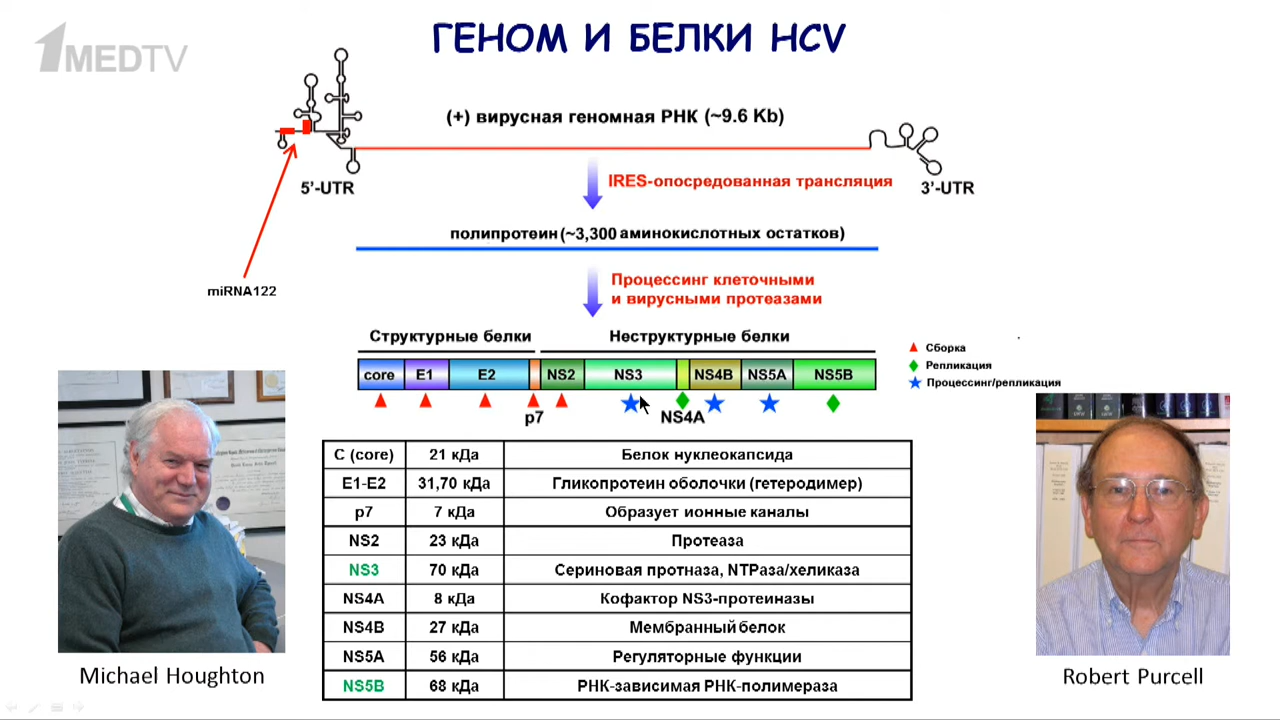 1MEDTV
ГЕНОМ И БЕЛКИ HCV
(+) вирусная геномная РНК (~9.6 Kb)
5’-UTR
IRES-опосредованная трансляция
3’-UTR
полипротеин (~3,300 аминокислотных остатков)
miRNA122
Процессинг клеточными
и вирусными протеазами
Структурные белки
Неструктурные белки
core E1 E2 NS2 NS3 NS4B NS5A NS5B
p7 NS4A
Сборка
Репликация
Процессинг/репликация
C (core) 21 кДа Белок нуклеокапсида
E1-E2 31,70 кДа Гликопротеин оболочки (гетеродимер)
p7 7 кДа Образует ионные каналы
NS2 23 кДа Протеаза
NS3 70 кДа Сериновая протназа, NTPаза/хеликаза
NS4A 8 кДа Кофактор NS3-протеиназы
NS4B 27 кДа Мембранный белок
NS5A 56 кДа Регуляторные функции
NS5B 68 кДа РНК-зависимая РНК-полимераза
Michael Houghton
Robert Purcell